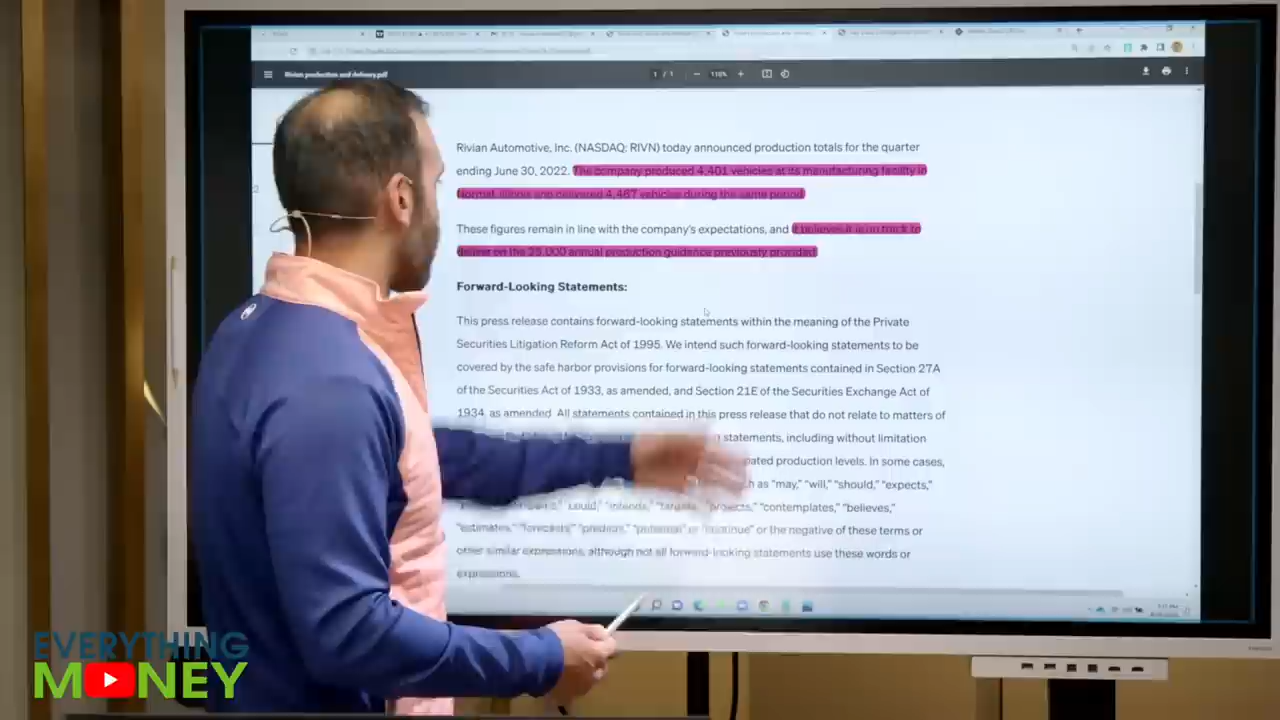 Rivian production and delivery.pdf
1 / 1
110%
Rivian Automotive, Inc. (NASDAQ: RIVN) today announced production totals for the quarter
ending June 30, 2022. The company produced 4,401 vehicles at its manufacturing facility in
Normal, Illinois and delivered 4,467 vehicles during the same period.
These figures remain in line with the company's expectations, and it believes it is on track to
deliver on the 25,000 annual production guidance previously provided.
Forward-Looking Statements:
This press release contains forward-looking statements within the meaning of the Private
Securities Litigation Reform Act of 1995. We intend such forward-looking statements to be
covered by the safe harbor provisions for forward-looking statements contained in Section 27A
of the Securities Act of 1933, as amended, and Section 21E of the Securities Exchange Act of
1934, as amended. All statements contained in this press release that do not relate to matters of
statements, including without limitation
production levels. In some cases,
as "may," "will," "should," "expects,"
"could," "intends," "targets," "projects," "contemplates," "believes,"
"estimates," "forecasts," "predicts," "potential" or "continue" or the negative of these terms or
other similar expressions, although not all forward-looking statements use these words or
expressions.
EVERYTHING
MONEY